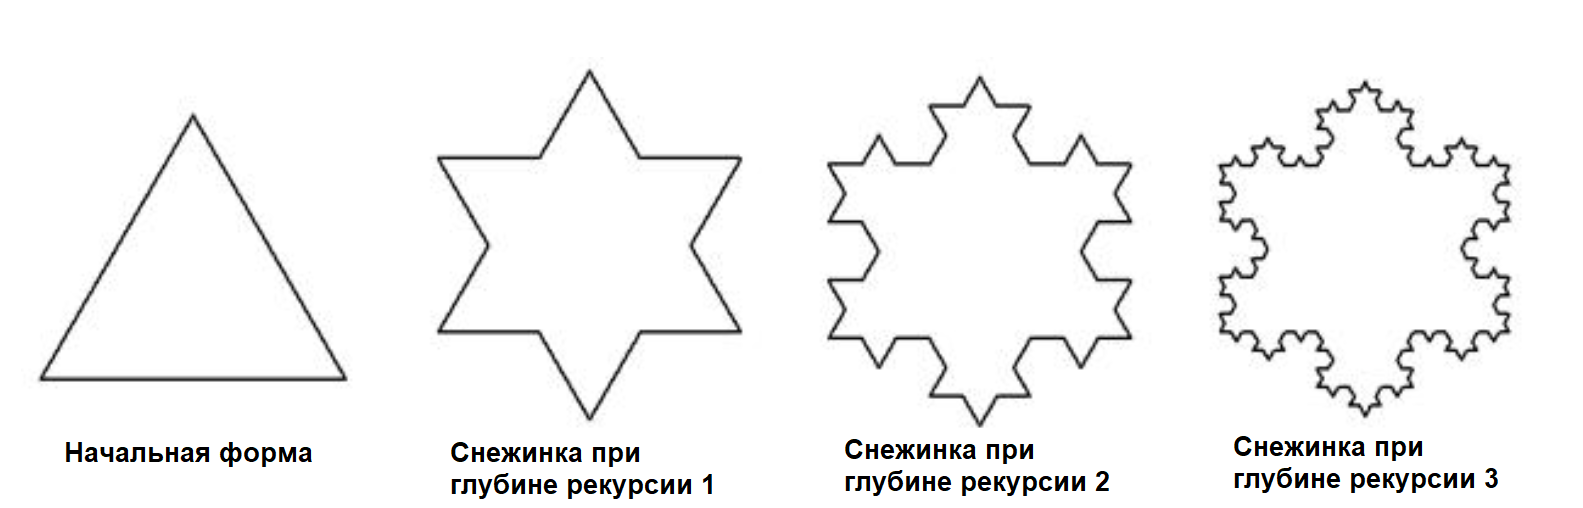 Начальная форма
Снежинка при
глубине рекурсии 1
Снежинка при
глубине рекурсии 2
Снежинка при
глубине рекурсии 3